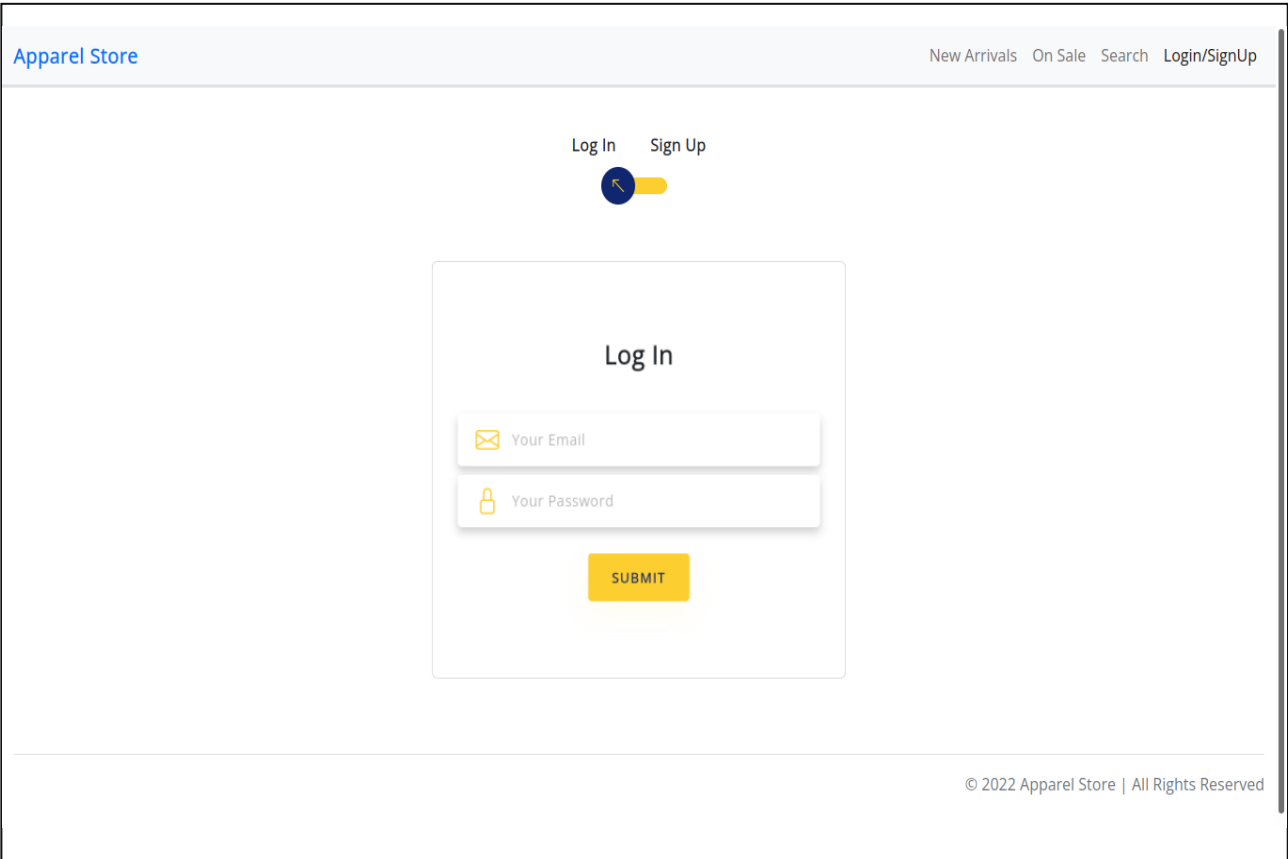 Apparel Store New Arrivals On Sale Search Login/SignUp
Log In Sign Up
Log In
Your Email
Your Password
SUBMIT
© 2022 Apparel Store | All Rights Reserved